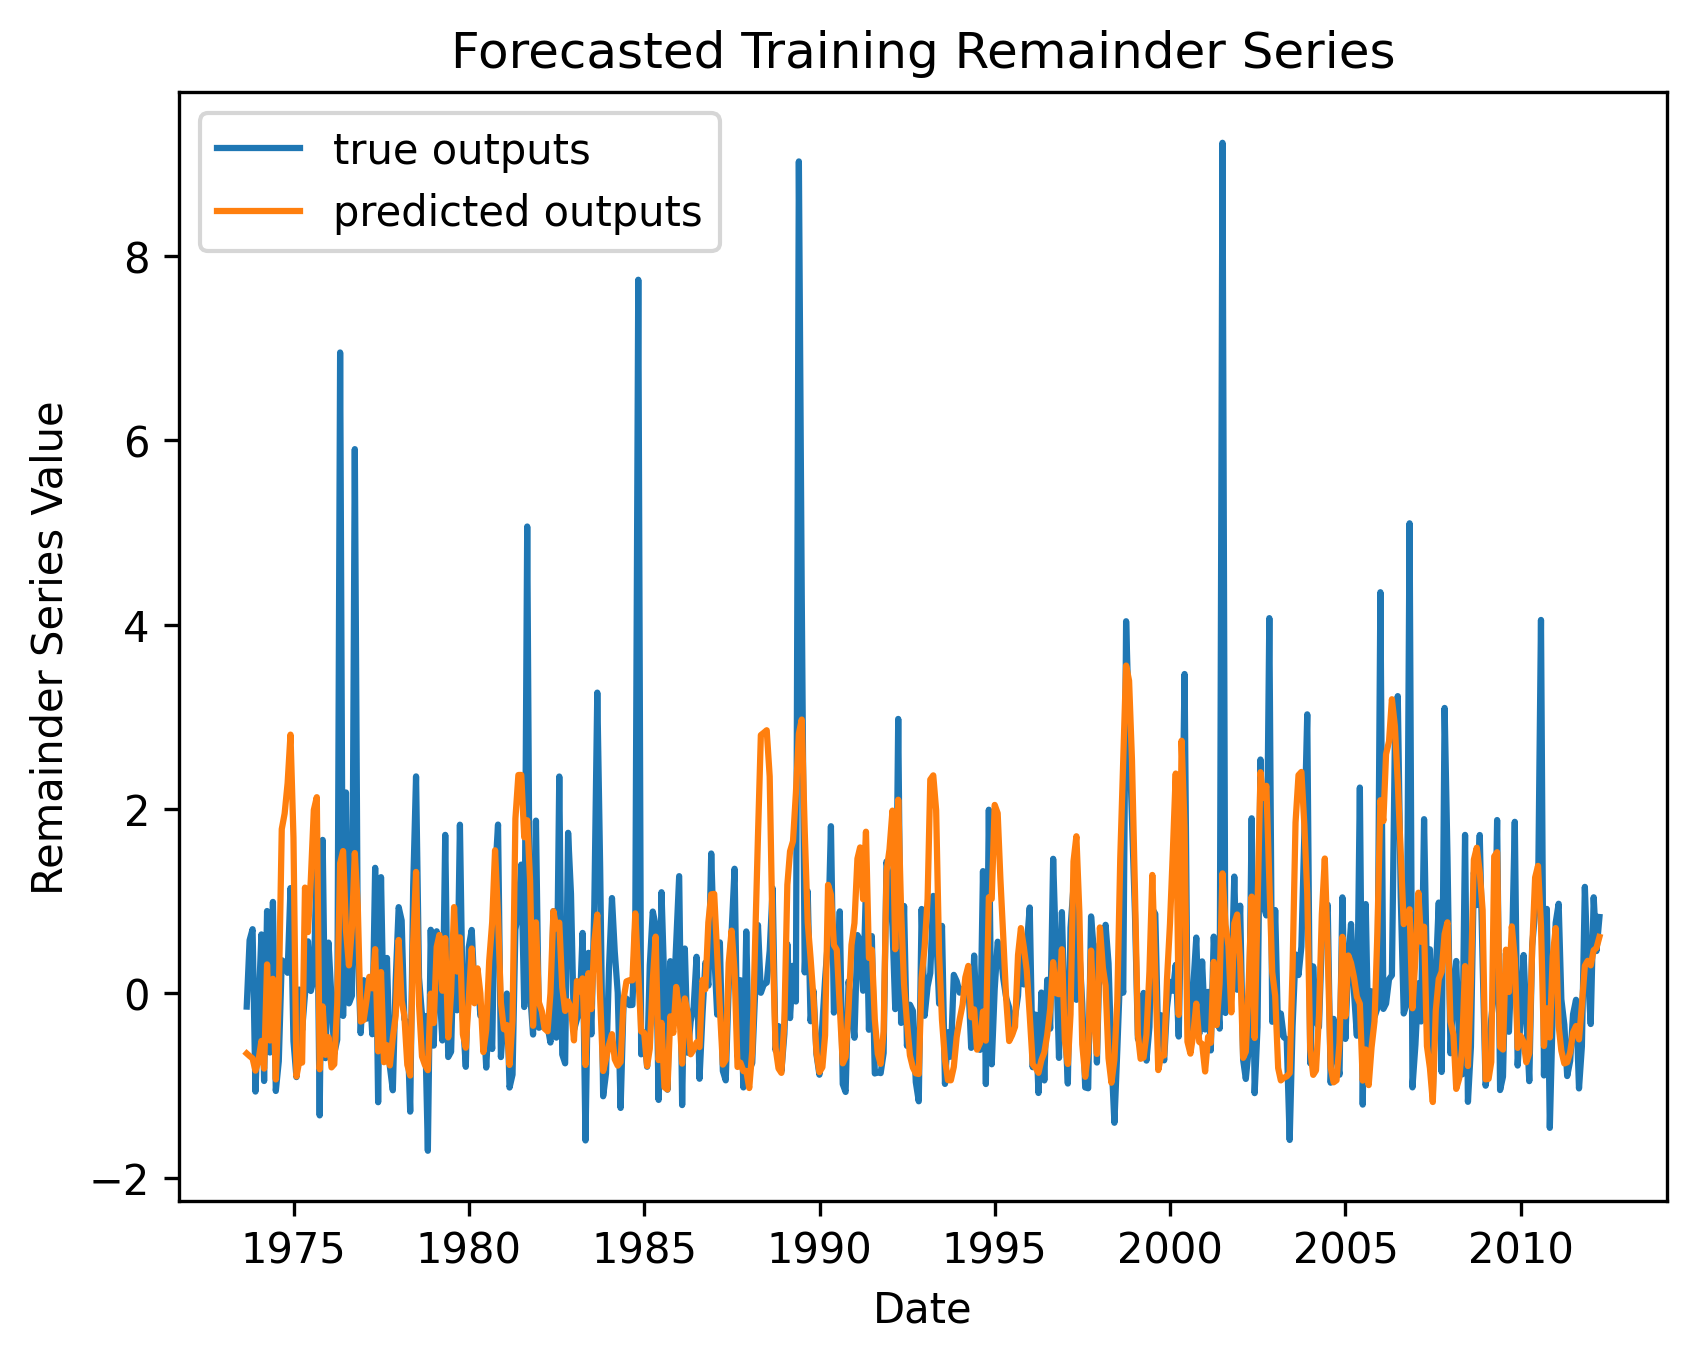 Forecasted Training Remainder Series
true outputs
predicted outputs
Remainder Series Value
8
6
4
2
0
−2
1975 1980 1985 1990 1995 2000 2005 2010
Date